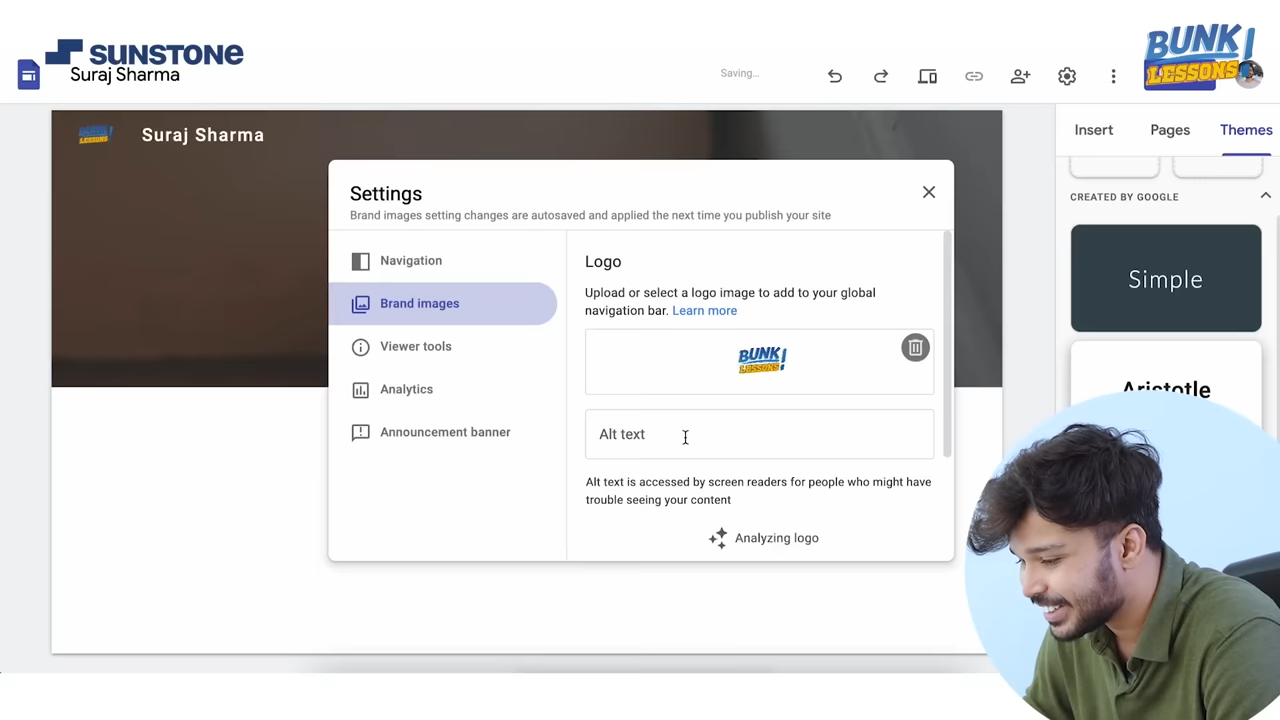 SUNSTONE
Suraj Sharma
Saving...
BUNK
LESSONS!
Insert
Pages
Themes
BUNK
LESSONS!
Suraj Sharma
CREATED BY GOOGLE
Simple
Aristotle
Settings
Brand images setting changes are autosaved and applied the next time you publish your site
Navigation
Brand images
Viewer tools
Analytics
Announcement banner
Logo
Upload or select a logo image to add to your global
navigation bar. Learn more
BUNK
LESSONS!
Alt text
Alt text is accessed by screen readers for people who might have
trouble seeing your content
Analyzing logo